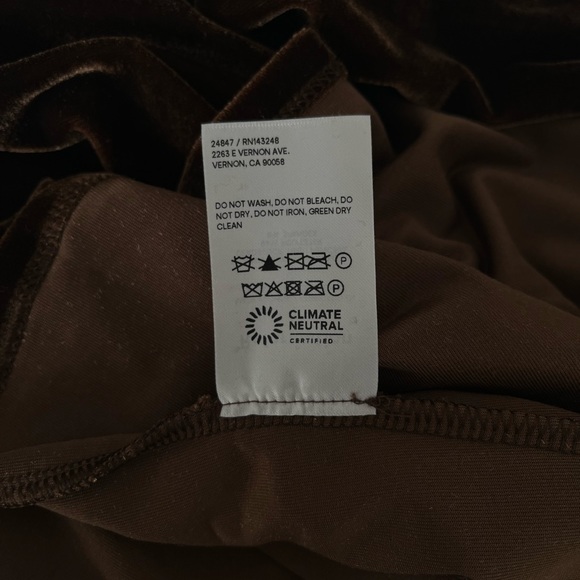 24847 / RN143248
2263 E VERNON AVE.
VERNON, CA 90058
DO NOT WASH, DO NOT BLEACH, DO
NOT DRY, DO NOT IRON, GREEN DRY
CLEAN
P
P
CLIMATE
NEUTRAL
CERTIFIED